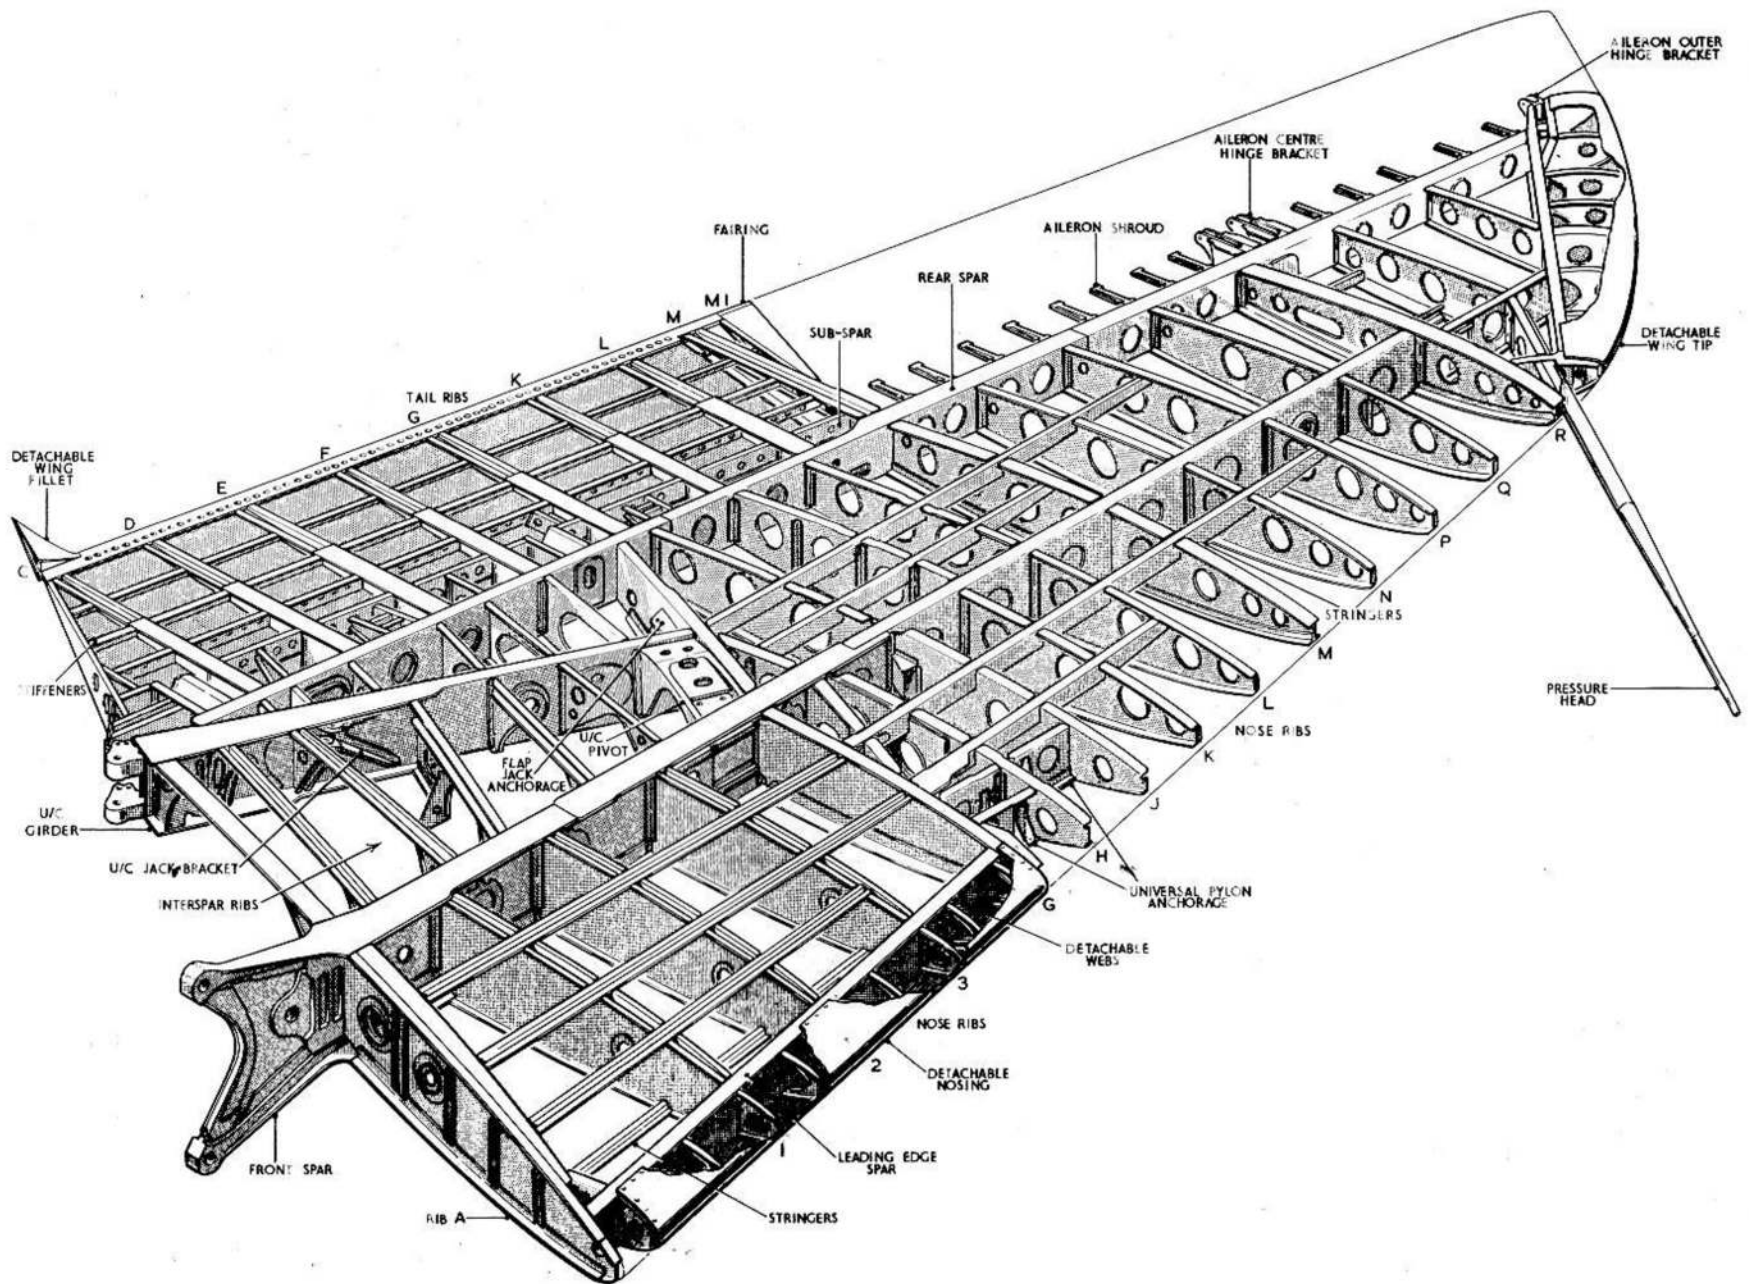 AILERON OUTER
HINGE BRACKET
AILERON CENTRE
HINGE BRACKET
FAIRING
AILERON SHROUD
REAR SPAR
M1
M
SUB-SPAR
L
K
DETACHABLE
WING TIP
TAIL RIBS
G
F
E
D
C
DETACHABLE
WING
FILLET
R
Q
P
N
STRINGERS
M
L
STIFFENERS
PRESSURE
HEAD
NOSE RIBS
K
J
H
G
U/C
PIVOT
FLAP
JACK
ANCHORAGE
U/C
GIRDER
U/C JACK BRACKET
INTERSPAR RIBS
UNIVERSAL PYLON
ANCHORAGE
DETACHABLE
WEBS
3
NOSE RIBS
2
DETACHABLE
NOSING
1
LEADING EDGE
SPAR
FRONT SPAR
RIB A
STRINGERS